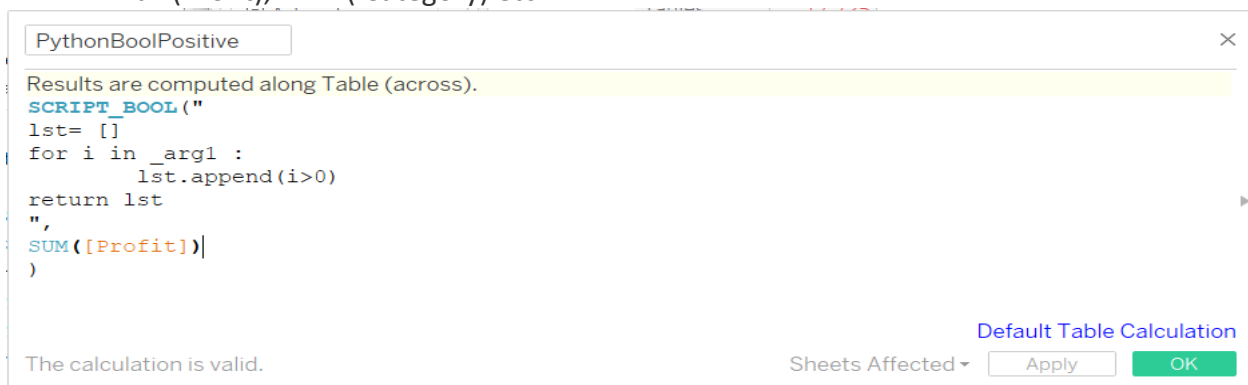 PythonBoolPositive
Results are computed along Table (across).
SCRIPT_BOOL("
lst= []
for i in _arg1 :
        lst.append(i>0)
return lst
",
SUM([Profit])
)
Default Table Calculation
The calculation is valid.
Sheets Affected
Apply
OK